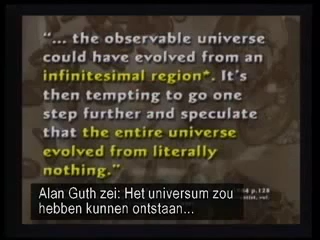 “... the observable universe
could have evolved from an
infinitesimal region*. It’s
then tempting to go one
step further and speculate
that the entire universe
evolved from literally
nothing.”
p.128
Alan Guth zei: Het universum zou
hebben kunnen ontstaan...